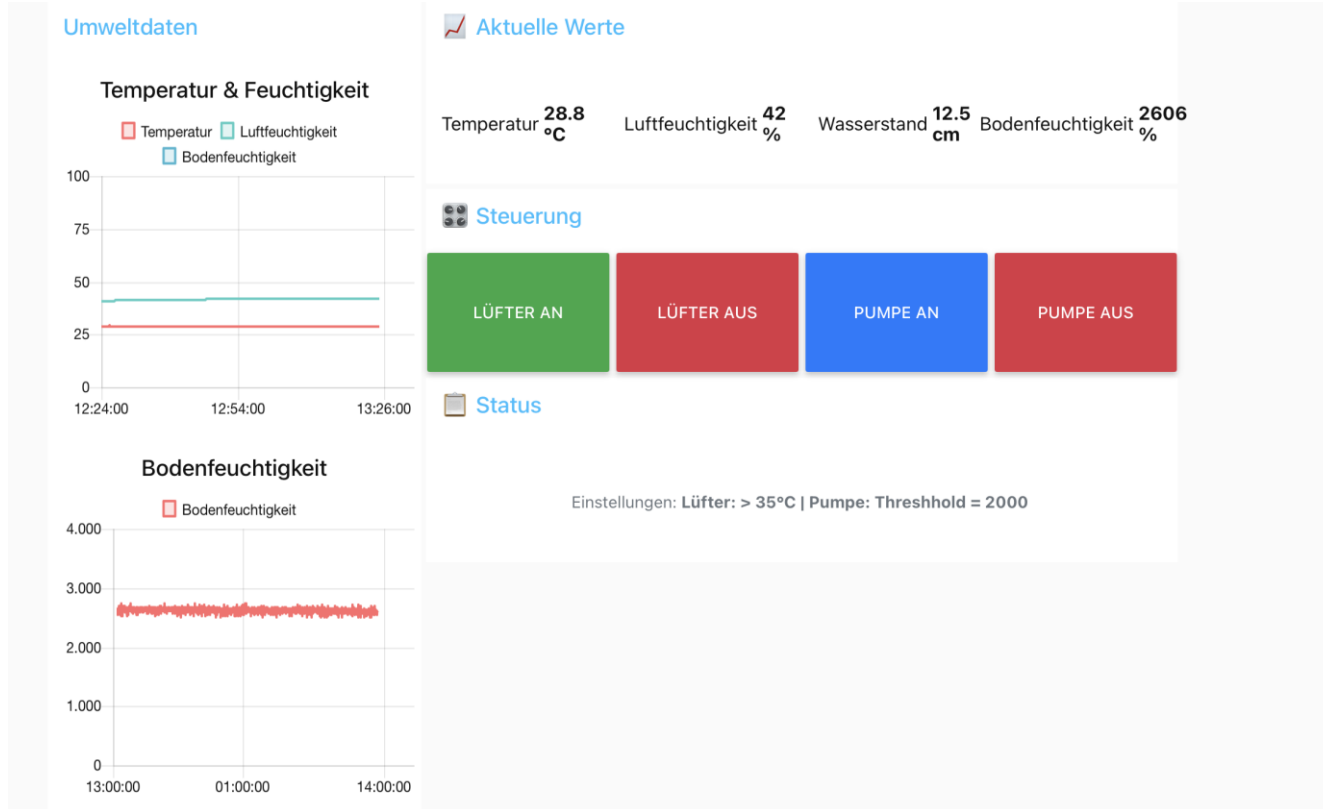 Umweltdaten
Temperatur & Feuchtigkeit
Temperatur Luftfeuchtigkeit
Bodenfeuchtigkeit
100
75
50
25
0
12:24:00 12:54:00 13:26:00
Bodenfeuchtigkeit
Bodenfeuchtigkeit
4.000
3.000
2.000
1.000
0
13:00:00 01:00:00 14:00:00
Aktuelle Werte
Temperatur 28.8 °C
Luftfeuchtigkeit 42 %
Wasserstand 12.5 cm
Bodenfeuchtigkeit 2606 %
Steuerung
LÜFTER AN LÜFTER AUS PUMPE AN PUMPE AUS
Status
Einstellungen: Lüfter: > 35°C | Pumpe: Threshhold = 2000